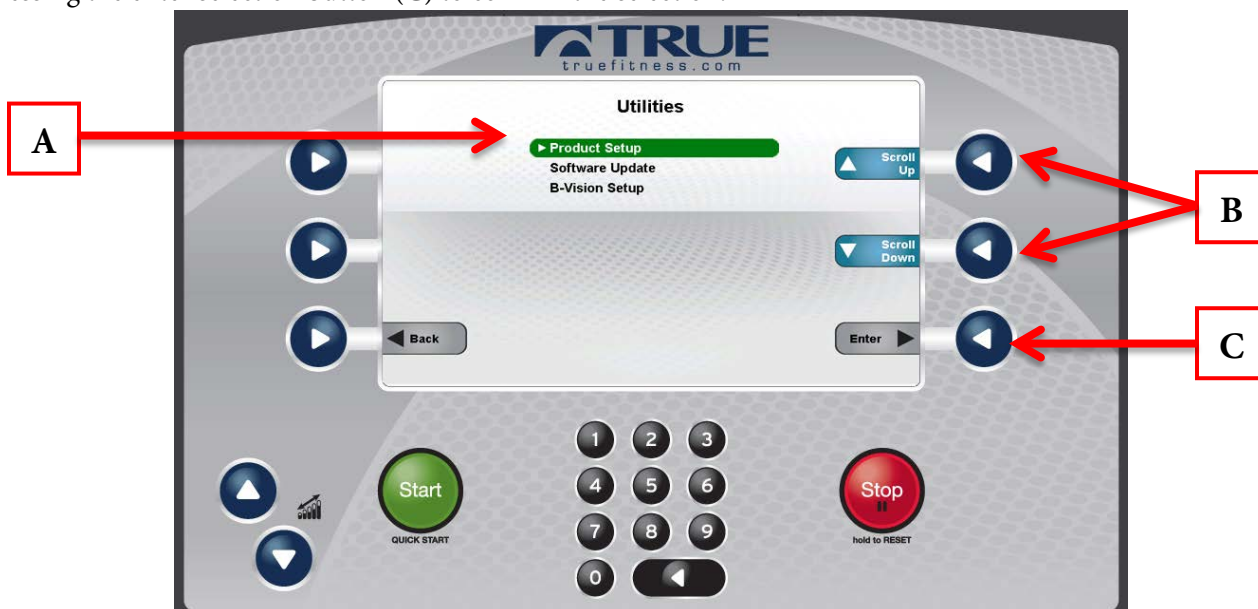 TRUE
truefitness.com
Utilities
Product Setup
Software Update
B-Vision Setup
Scroll
Up
Scroll
Down
Back
Enter
A
B
C
1 2 3
4 5 6
7 8 9
0
Start
QUICK START
Stop
hold to RESET